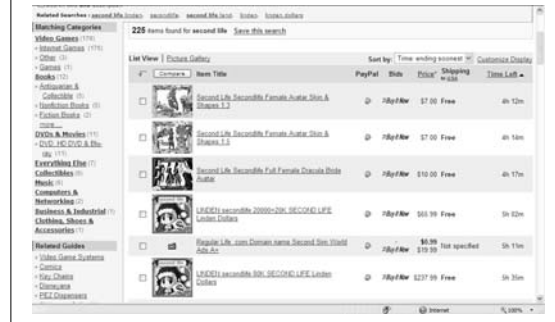 Related Searches: second life linden, secondlife, second life land, linden, linden dollars
Matching Categories
Video Games (176)
Internet Games (175)
Other (3)
Games (1)
Books (12)
Antiquarian &
Collectible (5)
Nonfiction Books (5)
Fiction Books (2)
more...
DVDs & Movies (11)
DVD, HD DVD & Blu-
ray (11)
Everything Else (7)
Collectibles (6)
Music (6)
Computers &
Networking (2)
Business & Industrial (1)
Clothing, Shoes &
Accessories (1)
Related Guides
Video Game Systems
Comics
Key Chains
Disneyana
PEZ Dispensers
225 items found for second life Save this search
List View | Picture Gallery Sort by: Time: ending soonest Customize Display
Compare Item Title PayPal Bids Price* Shipping to USA Time Left
Second Life Secondlife Female Avatar Skin & Shapes 1.3 Buy It Now $7.00 Free 4h 12m
Second Life Secondlife Female Avatar Skin & Shapes 1.3 Buy It Now $7.00 Free 4h 14m
Second Life Secondlife Full Female Dracula Bride Avatar Buy It Now $10.00 Free 4h 17m
LINDEN secondlife 20000+20K SECOND LIFE Linden Dollars Buy It Now Free 5h 02m
Regular Life .com Domain name Second Sim World Ads A+ - Buy It Now $19.99 Not specified 5h 11m
LINDEN secondlife 50K SECOND LIFE Linden Dollars Buy It Now $237.99 Free 5h 35m
Internet 100%